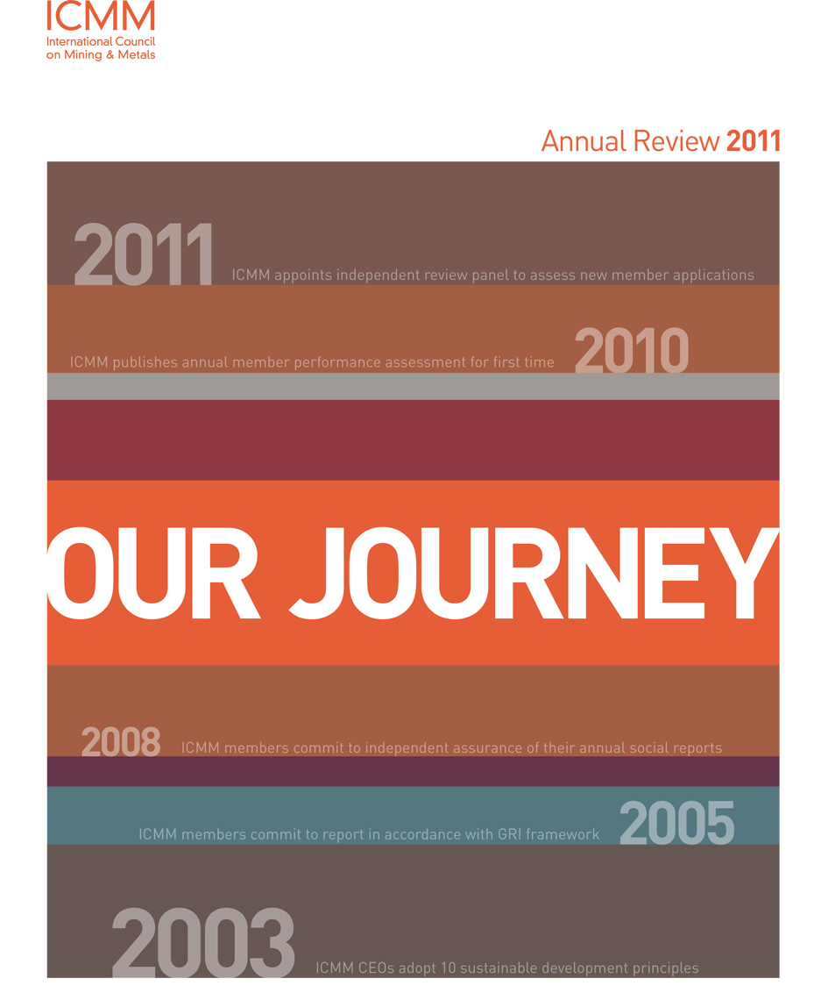 ICMM
International Council
on Mining & Metals
Annual Review 2011
2011 ICMM appoints independent review panel to assess new member applications
ICMM publishes annual member performance assessment for first time 2010
OUR JOURNEY
2008 ICMM members commit to independent assurance of their annual social reports
ICMM members commit to report in accordance with GRI framework 2005
2003 ICMM CEOs adopt 10 sustainable development principles